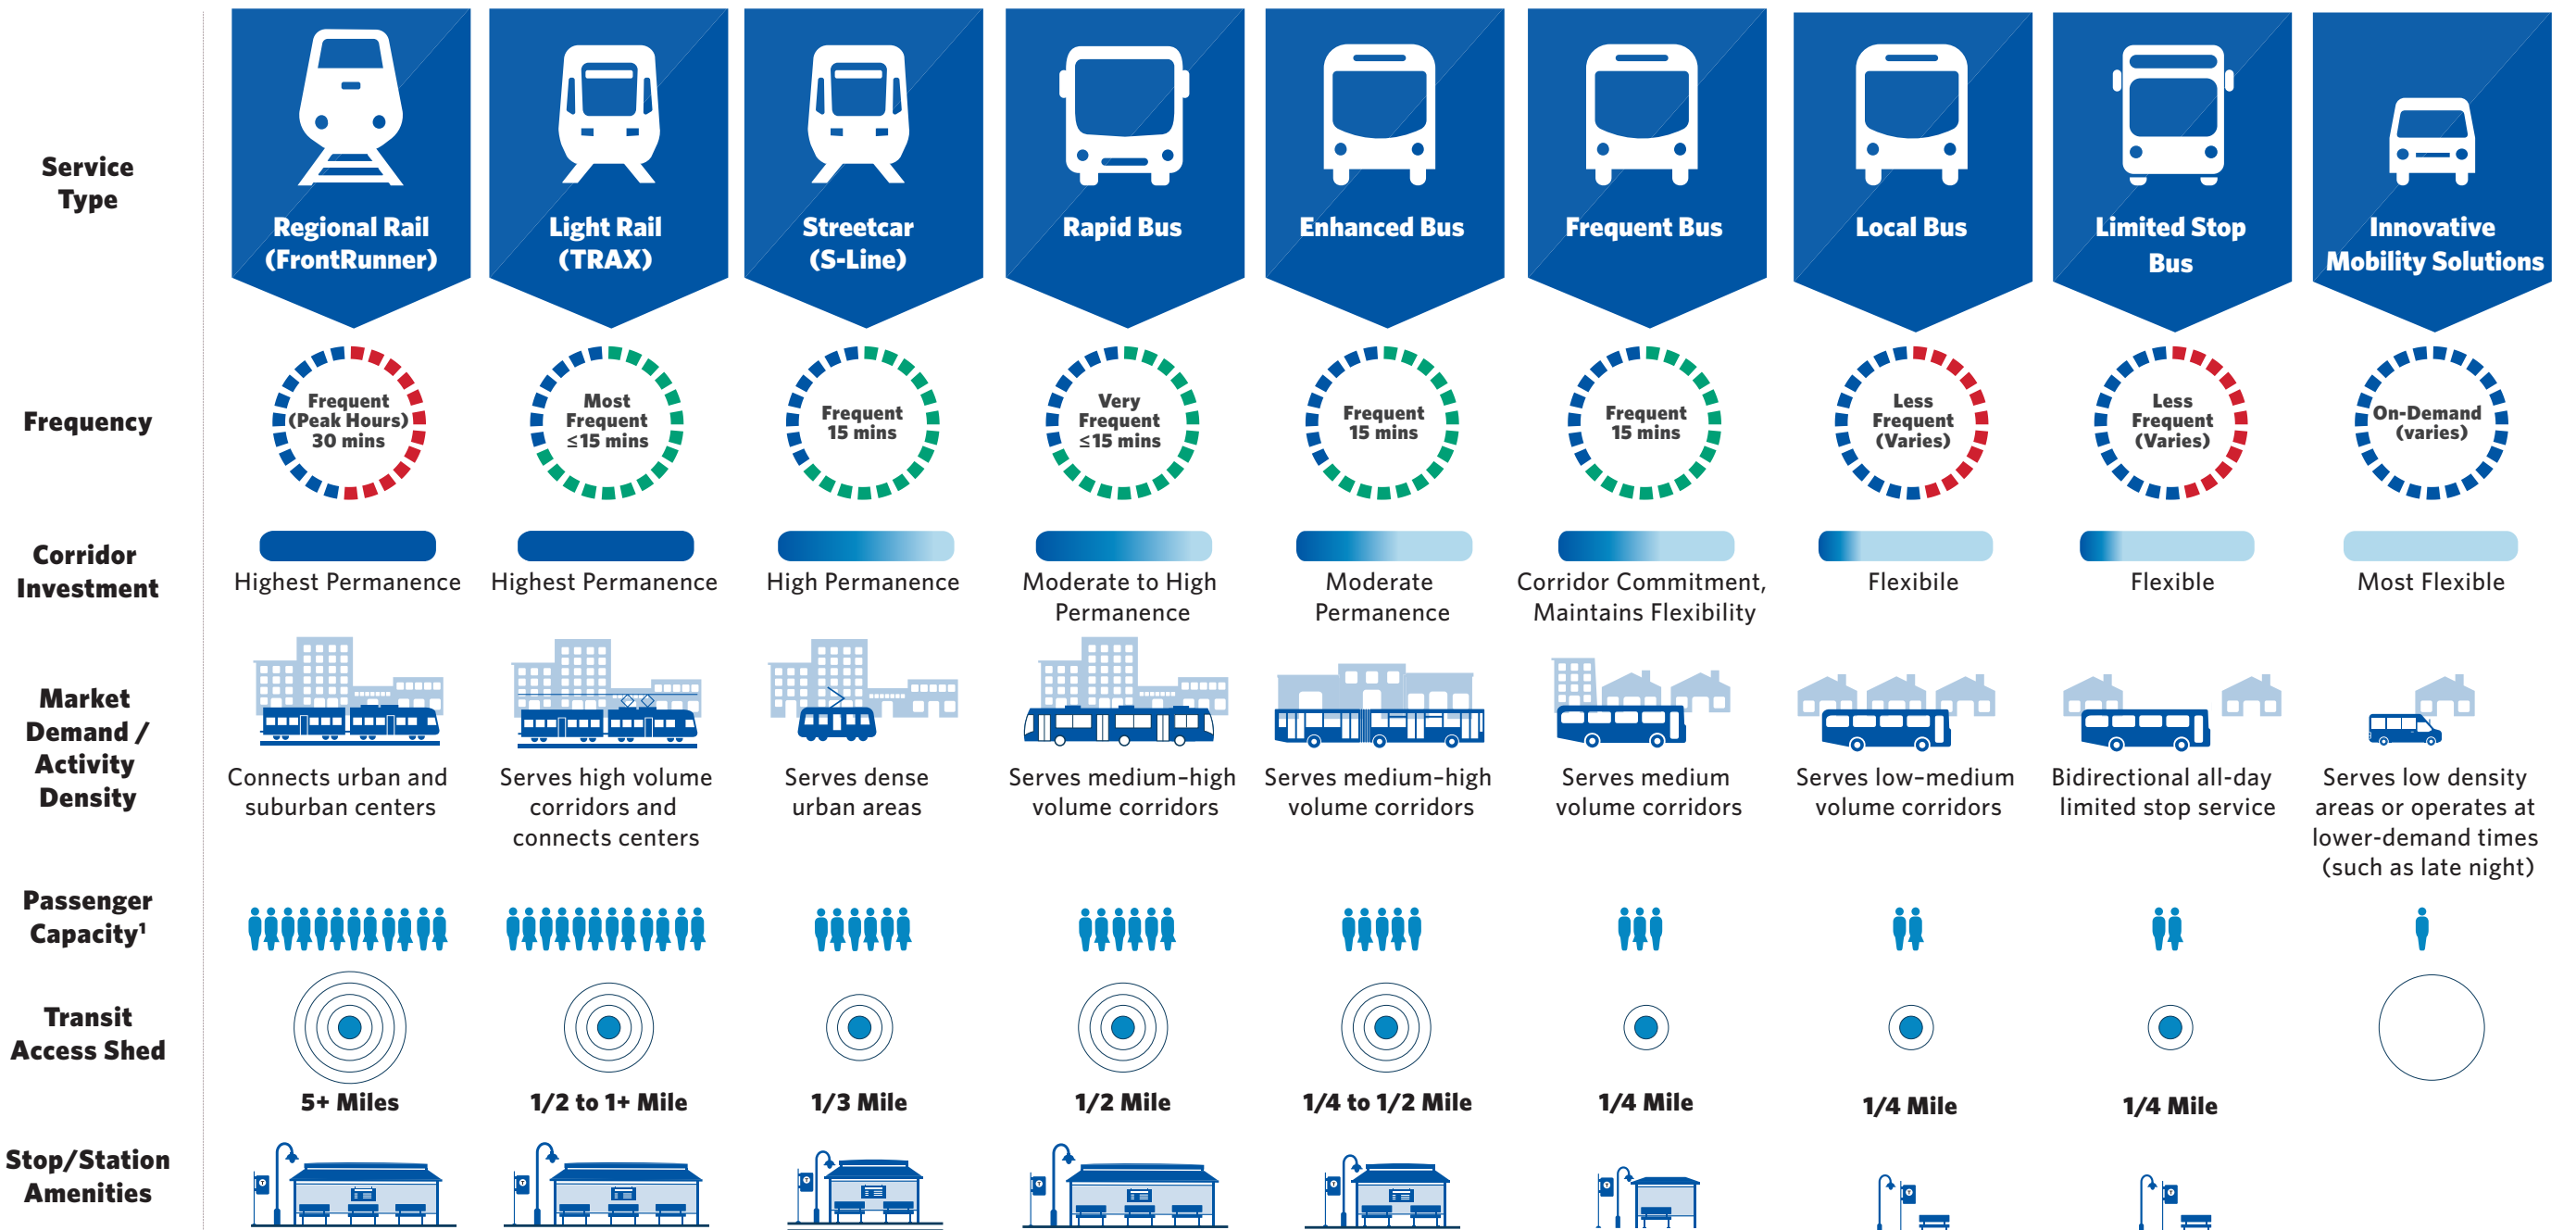 Service
Type
Regional Rail
(FrontRunner)
Light Rail
(TRAX)
Streetcar
(S-Line)
Rapid Bus
Enhanced Bus
Frequent Bus
Local Bus
Limited Stop
Bus
Innovative
Mobility Solutions
Frequency
Frequent
(Peak Hours)
30 mins
Most
Frequent
≤15 mins
Frequent
15 mins
Very
Frequent
≤15 mins
Frequent
15 mins
Frequent
15 mins
Less
Frequent
(Varies)
Less
Frequent
(Varies)
On-Demand
(varies)
Corridor
Investment
Highest Permanence
Highest Permanence
High Permanence
Moderate to High
Permanence
Moderate
Permanence
Corridor Commitment,
Maintains Flexibility
Flexibile
Flexible
Most Flexible
Market
Demand /
Activity
Density
Connects urban and
suburban centers
Serves high volume
corridors and
connects centers
Serves dense
urban areas
Serves medium–high
volume corridors
Serves medium–high
volume corridors
Serves medium
volume corridors
Serves low–medium
volume corridors
Bidirectional all-day
limited stop service
Serves low density
areas or operates at
lower-demand times
(such as late night)
Passenger
Capacity¹
Transit
Access Shed
5+ Miles
1/2 to 1+ Mile
1/3 Mile
1/2 Mile
1/4 to 1/2 Mile
1/4 Mile
1/4 Mile
1/4 Mile
Stop/Station
Amenities